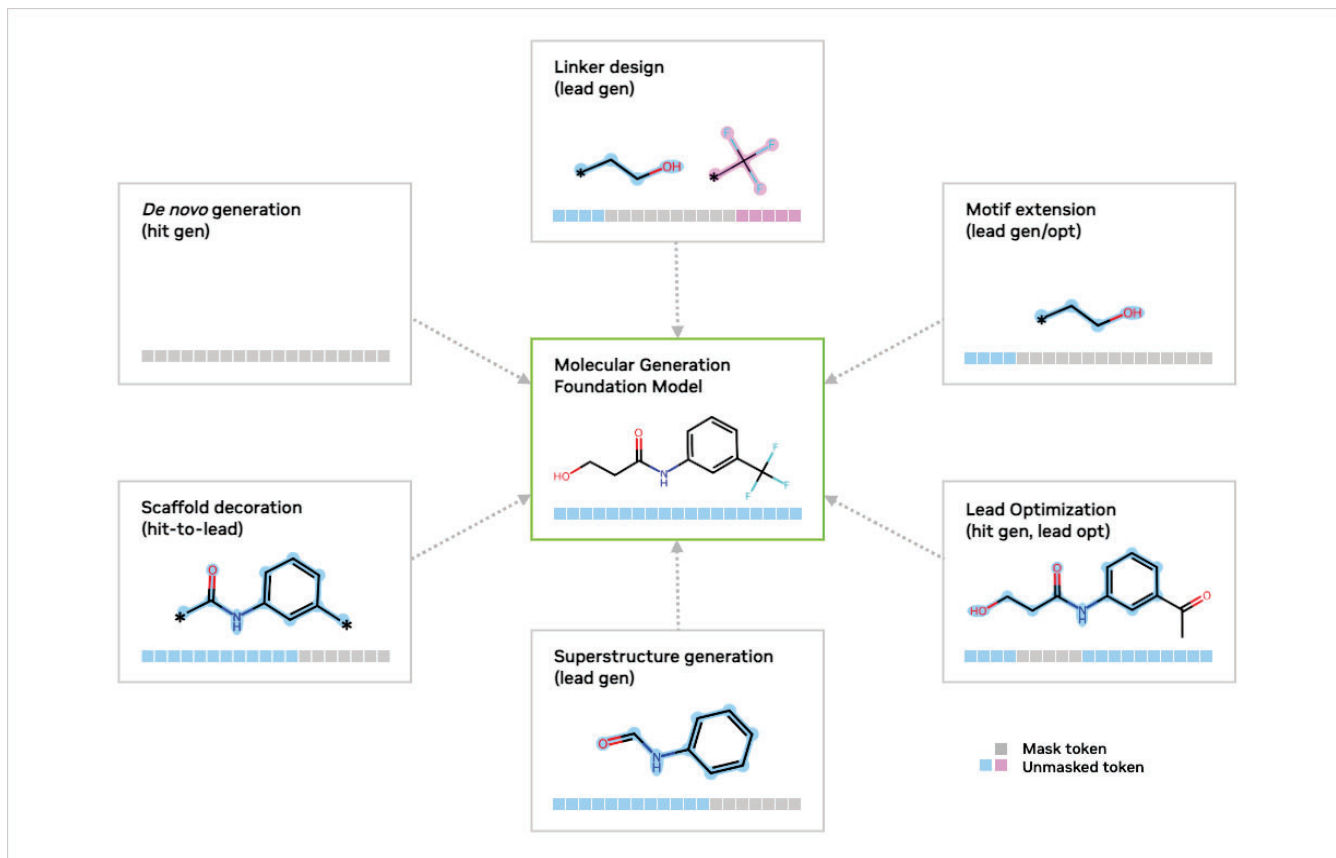 Linker design
(lead gen)
* OH
F
F
F
*
De novo generation
(hit gen)
Motif extension
(lead gen/opt)
* OH
Molecular Generation
Foundation Model
O
HO
N
H
F
F
F
Scaffold decoration
(hit-to-lead)
O
* N
H
*
Lead Optimization
(hit gen, lead opt)
O
HO
N
H
O
Superstructure generation
(lead gen)
O
N
H
Mask token
Unmasked token